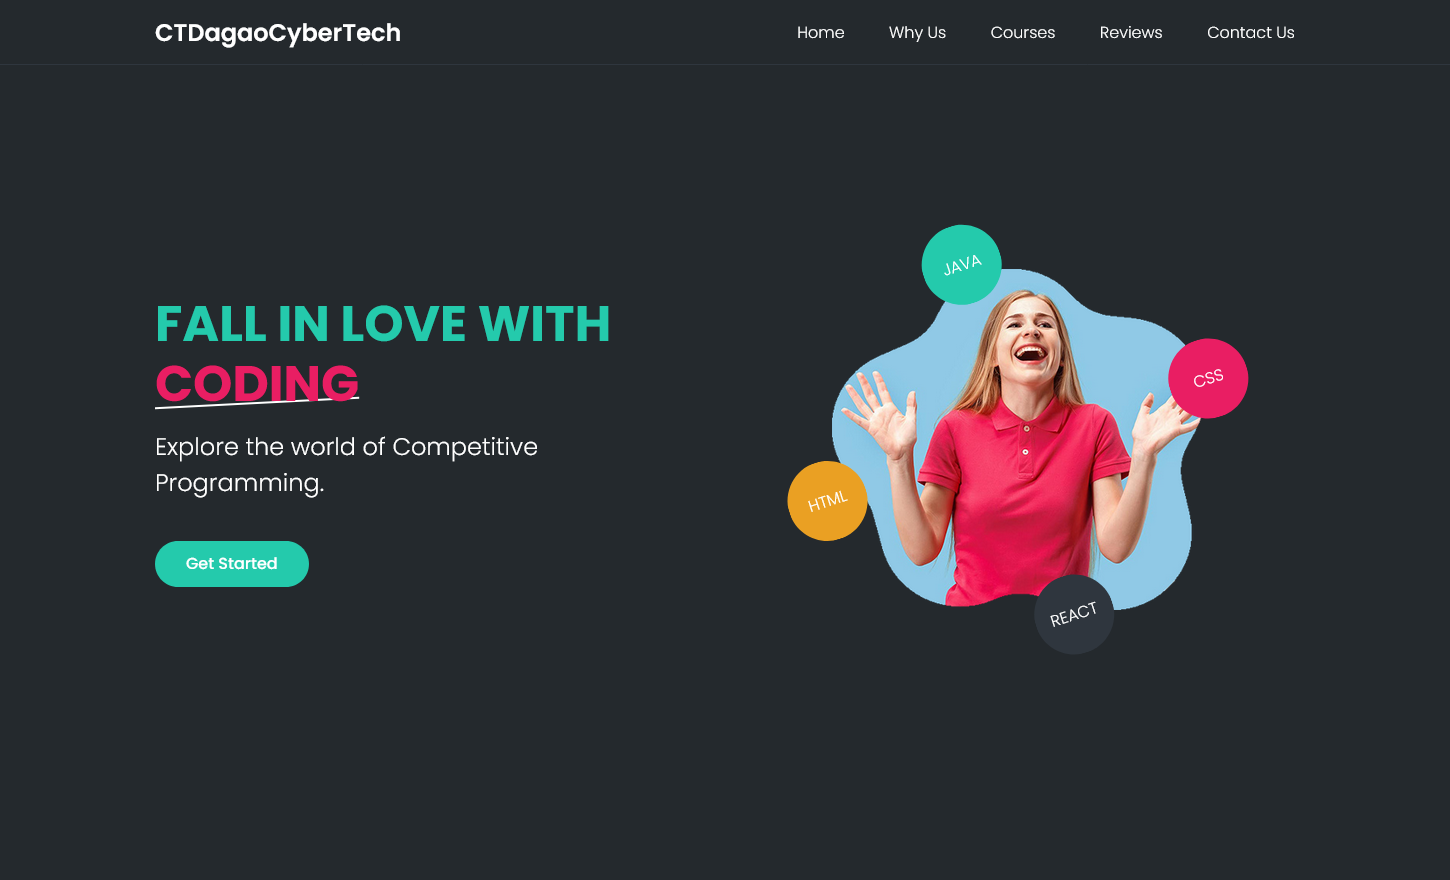 CTDagaoCyberTech
Home Why Us Courses Reviews Contact Us
FALL IN LOVE WITH
CODING
Explore the world of Competitive
Programming.
Get Started
JAVA
CSS
HTML
REACT